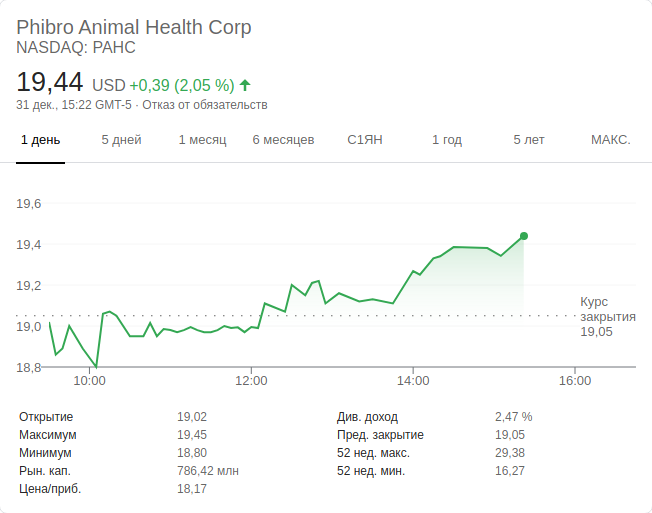 Phibro Animal Health Corp
NASDAQ: PAHC
19,44 USD +0,39 (2,05 %)
31 дек., 15:22 GMT-5 · Отказ от обязательств
1 день 5 дней 1 месяц 6 месяцев С1ЯН 1 год 5 лет МАКС.
19,6
19,4
19,2
19,0
18,8
Курс
закрытия
19,05
10:00 12:00 14:00 16:00
Открытие 19,02 Див. доход 2,47 %
Максимум 19,45 Пред. закрытие 19,05
Минимум 18,80 52 нед. макс. 29,38
Рын. кап. 786,42 млн 52 нед. мин. 16,27
Цена/приб. 18,17